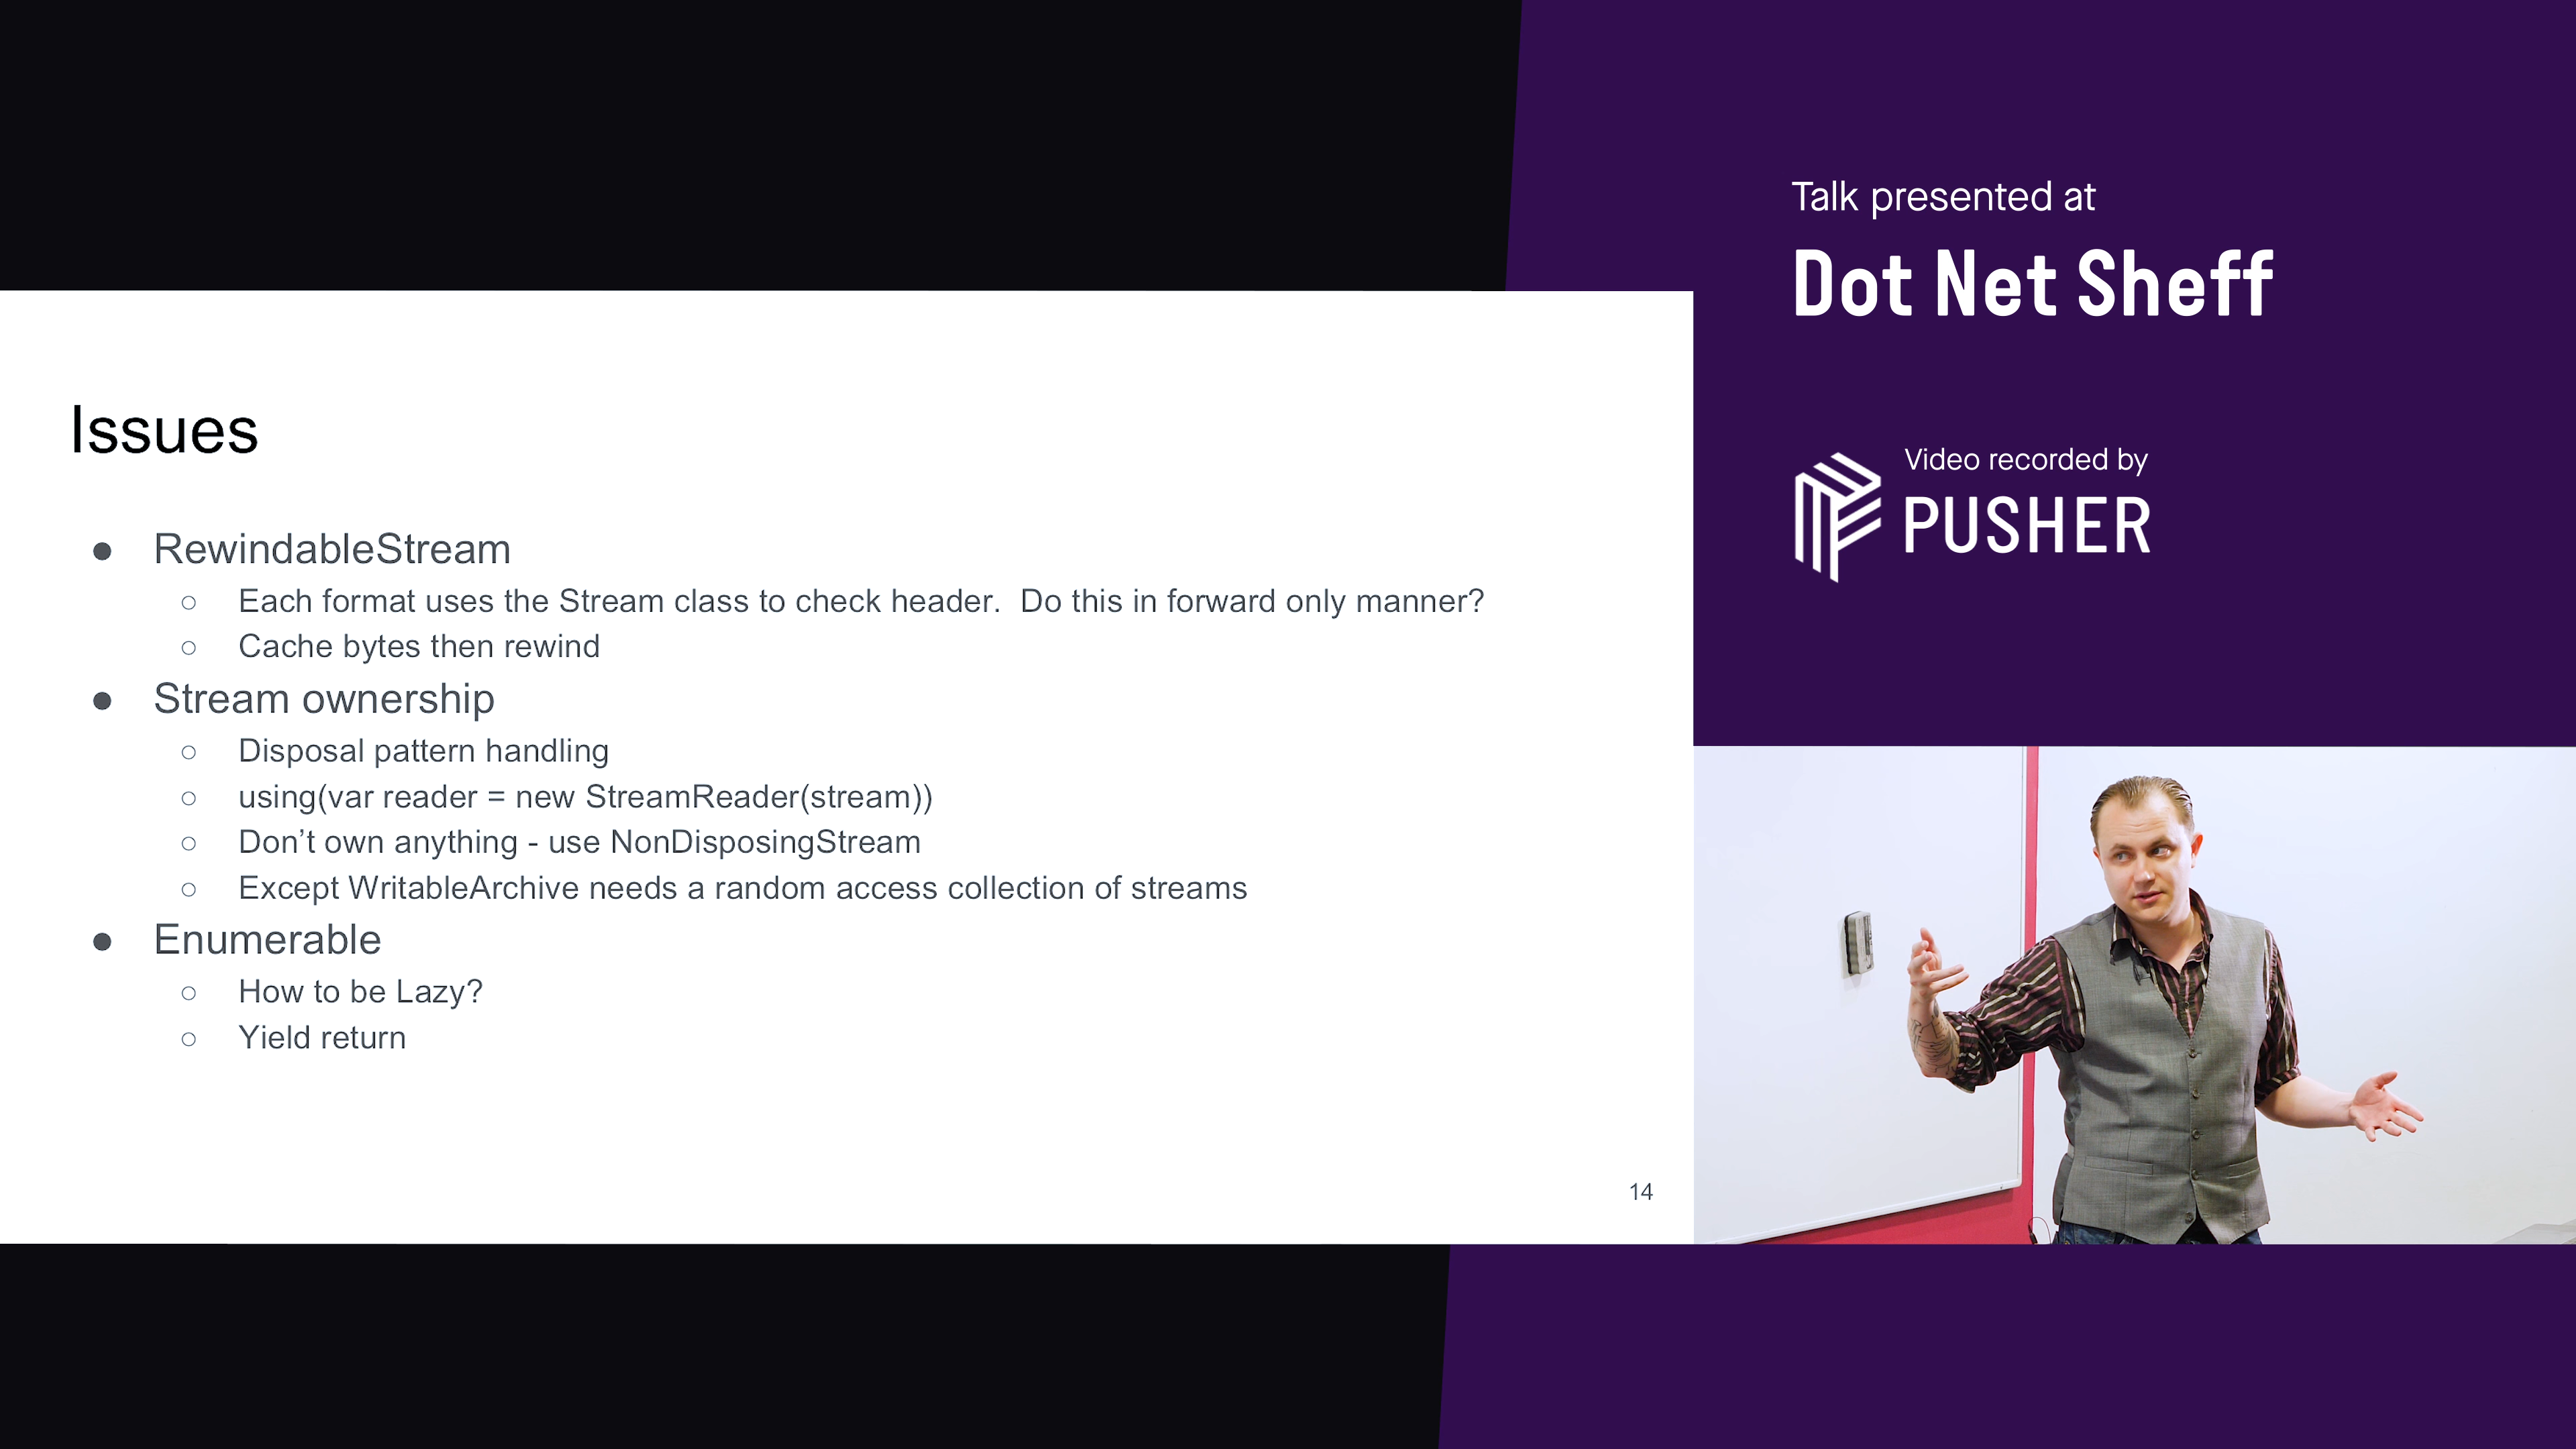 Talk presented at
Dot Net Sheff
Video recorded by
PUSHER
Issues
● RewindableStream
○ Each format uses the Stream class to check header.  Do this in forward only manner?
○ Cache bytes then rewind
● Stream ownership
○ Disposal pattern handling
○ using(var reader = new StreamReader(stream))
○ Don’t own anything - use NonDisposingStream
○ Except WritableArchive needs a random access collection of streams
● Enumerable
○ How to be Lazy?
○ Yield return
14